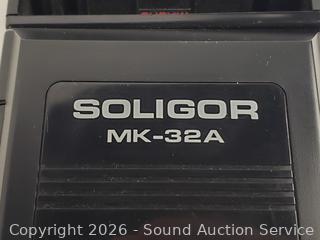 SOLIGOR
MK-32A
Copyright 2026 - Sound Auction Service